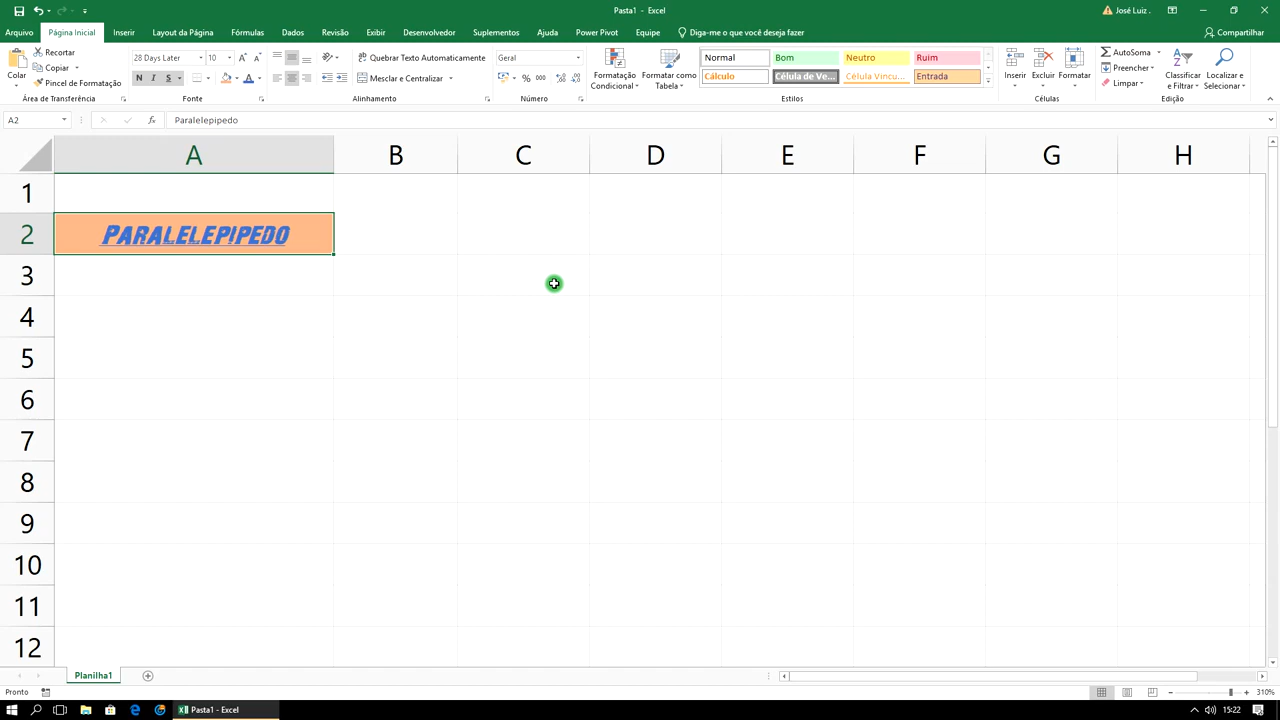 Pasta1 - Excel
José Luiz .
Arquivo Página Inicial Inserir Layout da Página Fórmulas Dados Revisão Exibir Desenvolvedor Suplementos Ajuda Power Pivot Equipe Diga-me o que você deseja fazer Compartilhar
Recortar
Copiar
Pincel de Formatação
Colar
Área de Transferência
28 Days Later 10
N I S
Fonte
Quebrar Texto Automaticamente
Mesclar e Centralizar
Alinhamento
Geral
% 000
Número
Formatação Condicional
Formatar como Tabela
Normal Bom Neutro Ruim
Cálculo Célula de Ve... Célula Vincu... Entrada
Estilos
Inserir Excluir Formatar
Células
AutoSoma
Preencher
Limpar
Classificar e Filtrar
Localizar e Selecionar
Edição
A2 fx Paralelepipedo
A B C D E F G H
1
2 Paralelepipedo
3
4
5
6
7
8
9
10
11
12
Planilha1
Pronto 310%
Pasta1 - Excel 15:22